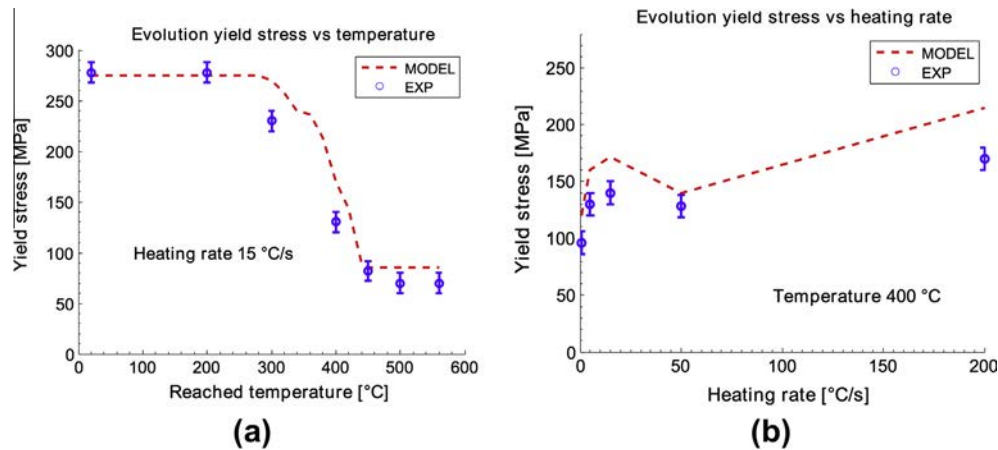 Evolution yield stress vs temperature
300
250
200
150
100
50
0
Yield stress [MPa]
MODEL
EXP
Heating rate 15 °C/s
0 100 200 300 400 500 600
Reached temperature [°C]
(a)
Evolution yield stress vs heating rate
250
200
150
100
50
0
Yield stress [MPa]
MODEL
EXP
Temperature 400 °C
0 50 100 150 200
Heating rate [°C/s]
(b)